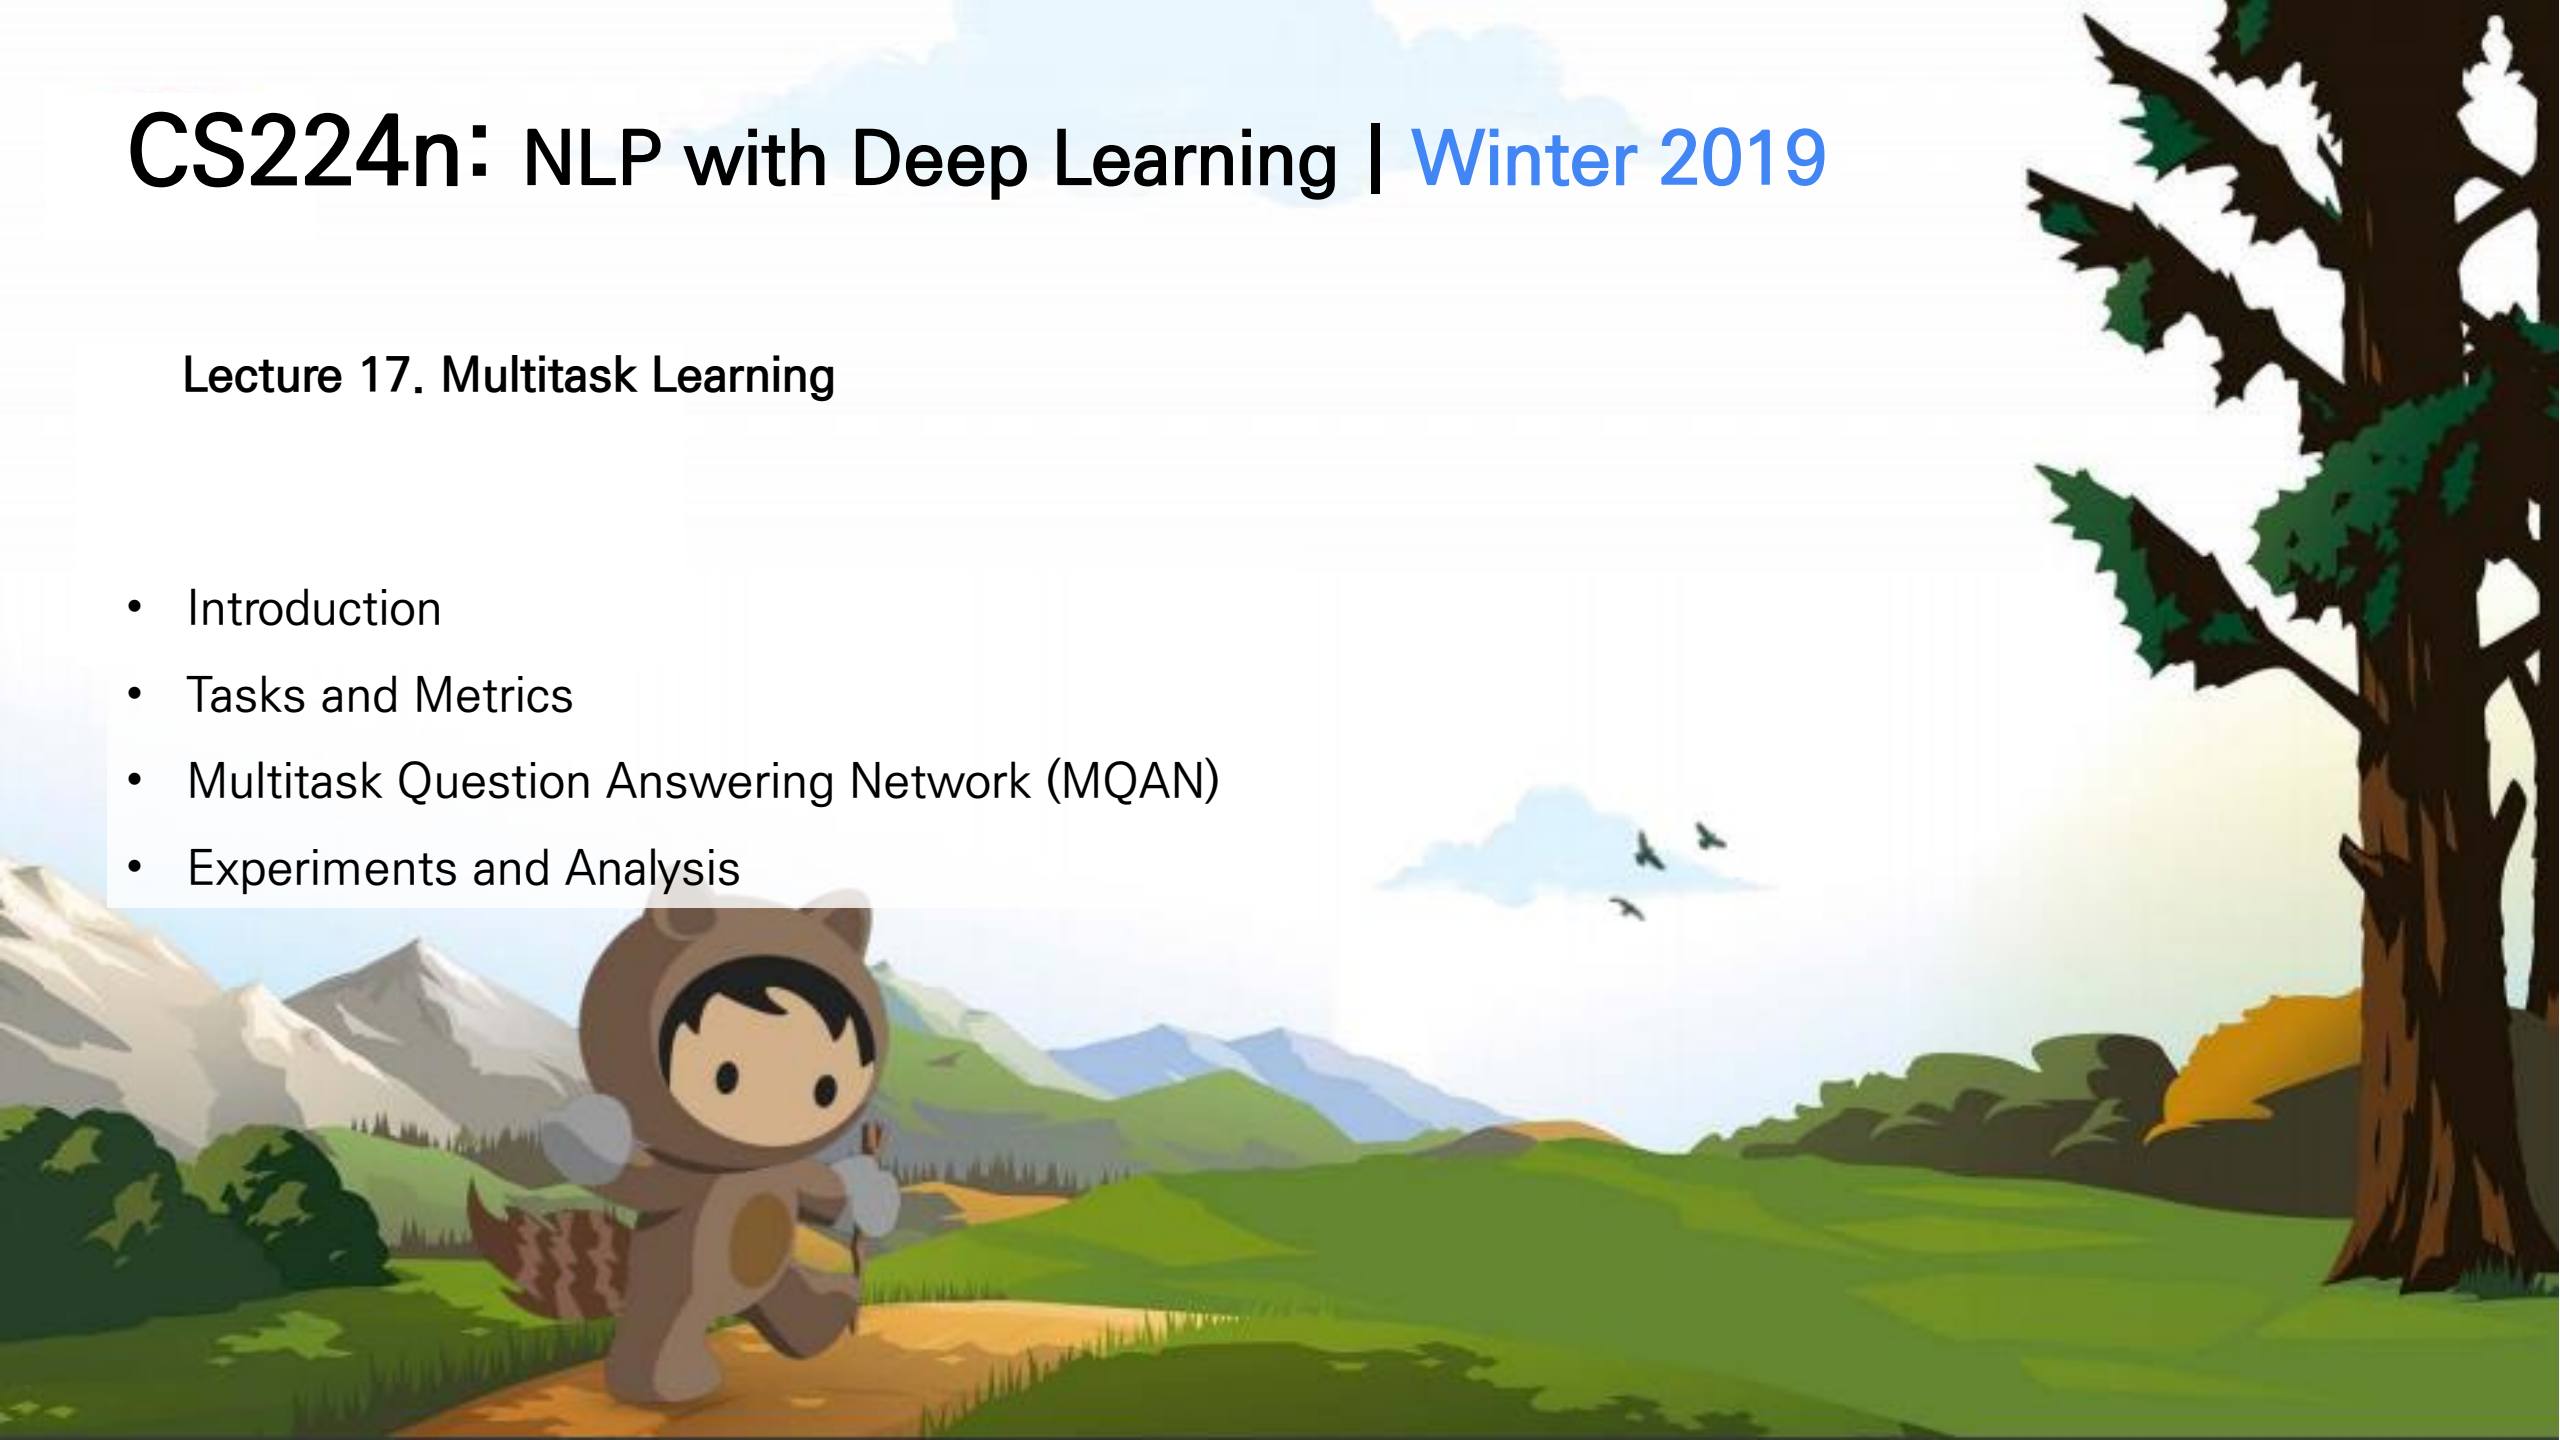 CS224n: NLP with Deep Learning | Winter 2019
Lecture 17. Multitask Learning
• Introduction
• Tasks and Metrics
• Multitask Question Answering Network (MQAN)
• Experiments and Analysis